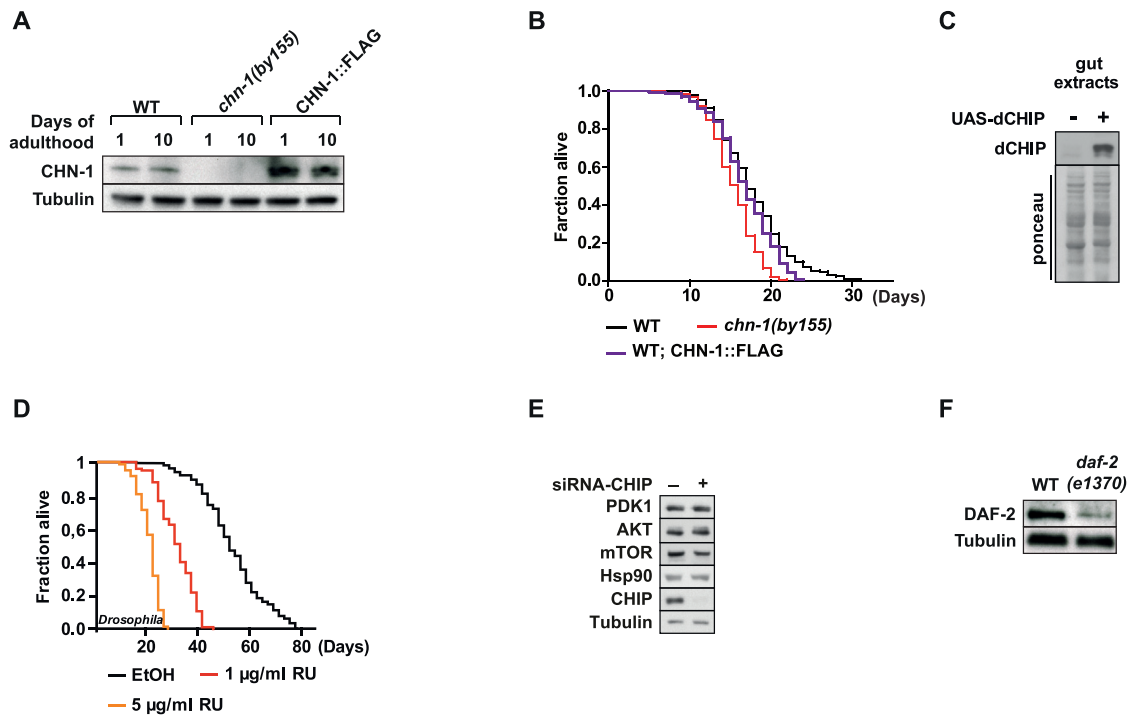 A
WT
chn-1(by155)
CHN-1::FLAG
Days of
adulthood
1 10 1 10 1 10
CHN-1
Tubulin
B
Farction alive
1.0
0.8
0.6
0.4
0.2
0.0
0 10 20 30 (Days)
WT chn-1(by155)
WT; CHN-1::FLAG
C
gut
extracts
UAS-dCHIP - +
dCHIP
ponceau
D
Fraction alive
1
0.8
0.6
0.4
0.2
0.0
Drosophila
20 40 60 80 (Days)
EtOH 1 µg/ml RU
5 µg/ml RU
E
siRNA-CHIP – +
PDK1
AKT
mTOR
Hsp90
CHIP
Tubulin
F
daf-2
WT (e1370)
DAF-2
Tubulin